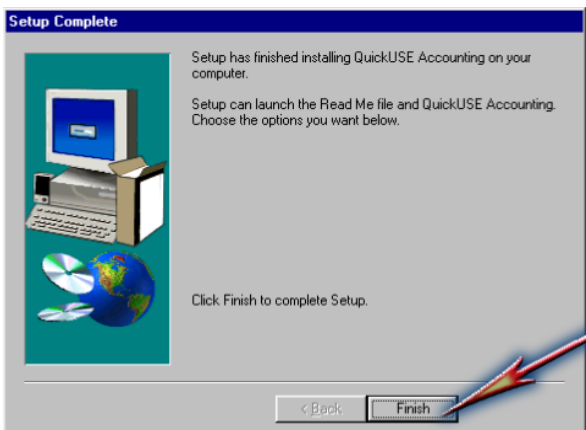 Setup Complete
Setup has finished installing QuickUSE Accounting on your
computer.
Setup can launch the Read Me file and QuickUSE Accounting.
Choose the options you want below.
Click Finish to complete Setup.
< Back
Finish